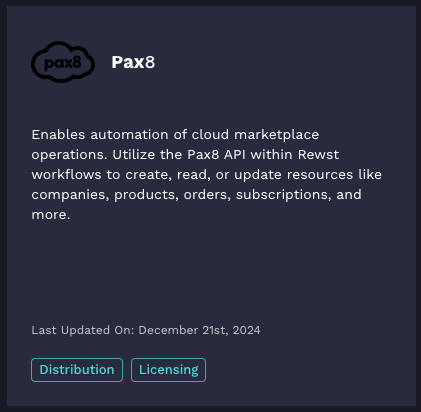 pax8
Pax8
Enables automation of cloud marketplace
operations. Utilize the Pax8 API within Rewst
workflows to create, read, or update resources like
companies, products, orders, subscriptions, and
more.
Last Updated On: December 21st, 2024
Distribution
Licensing